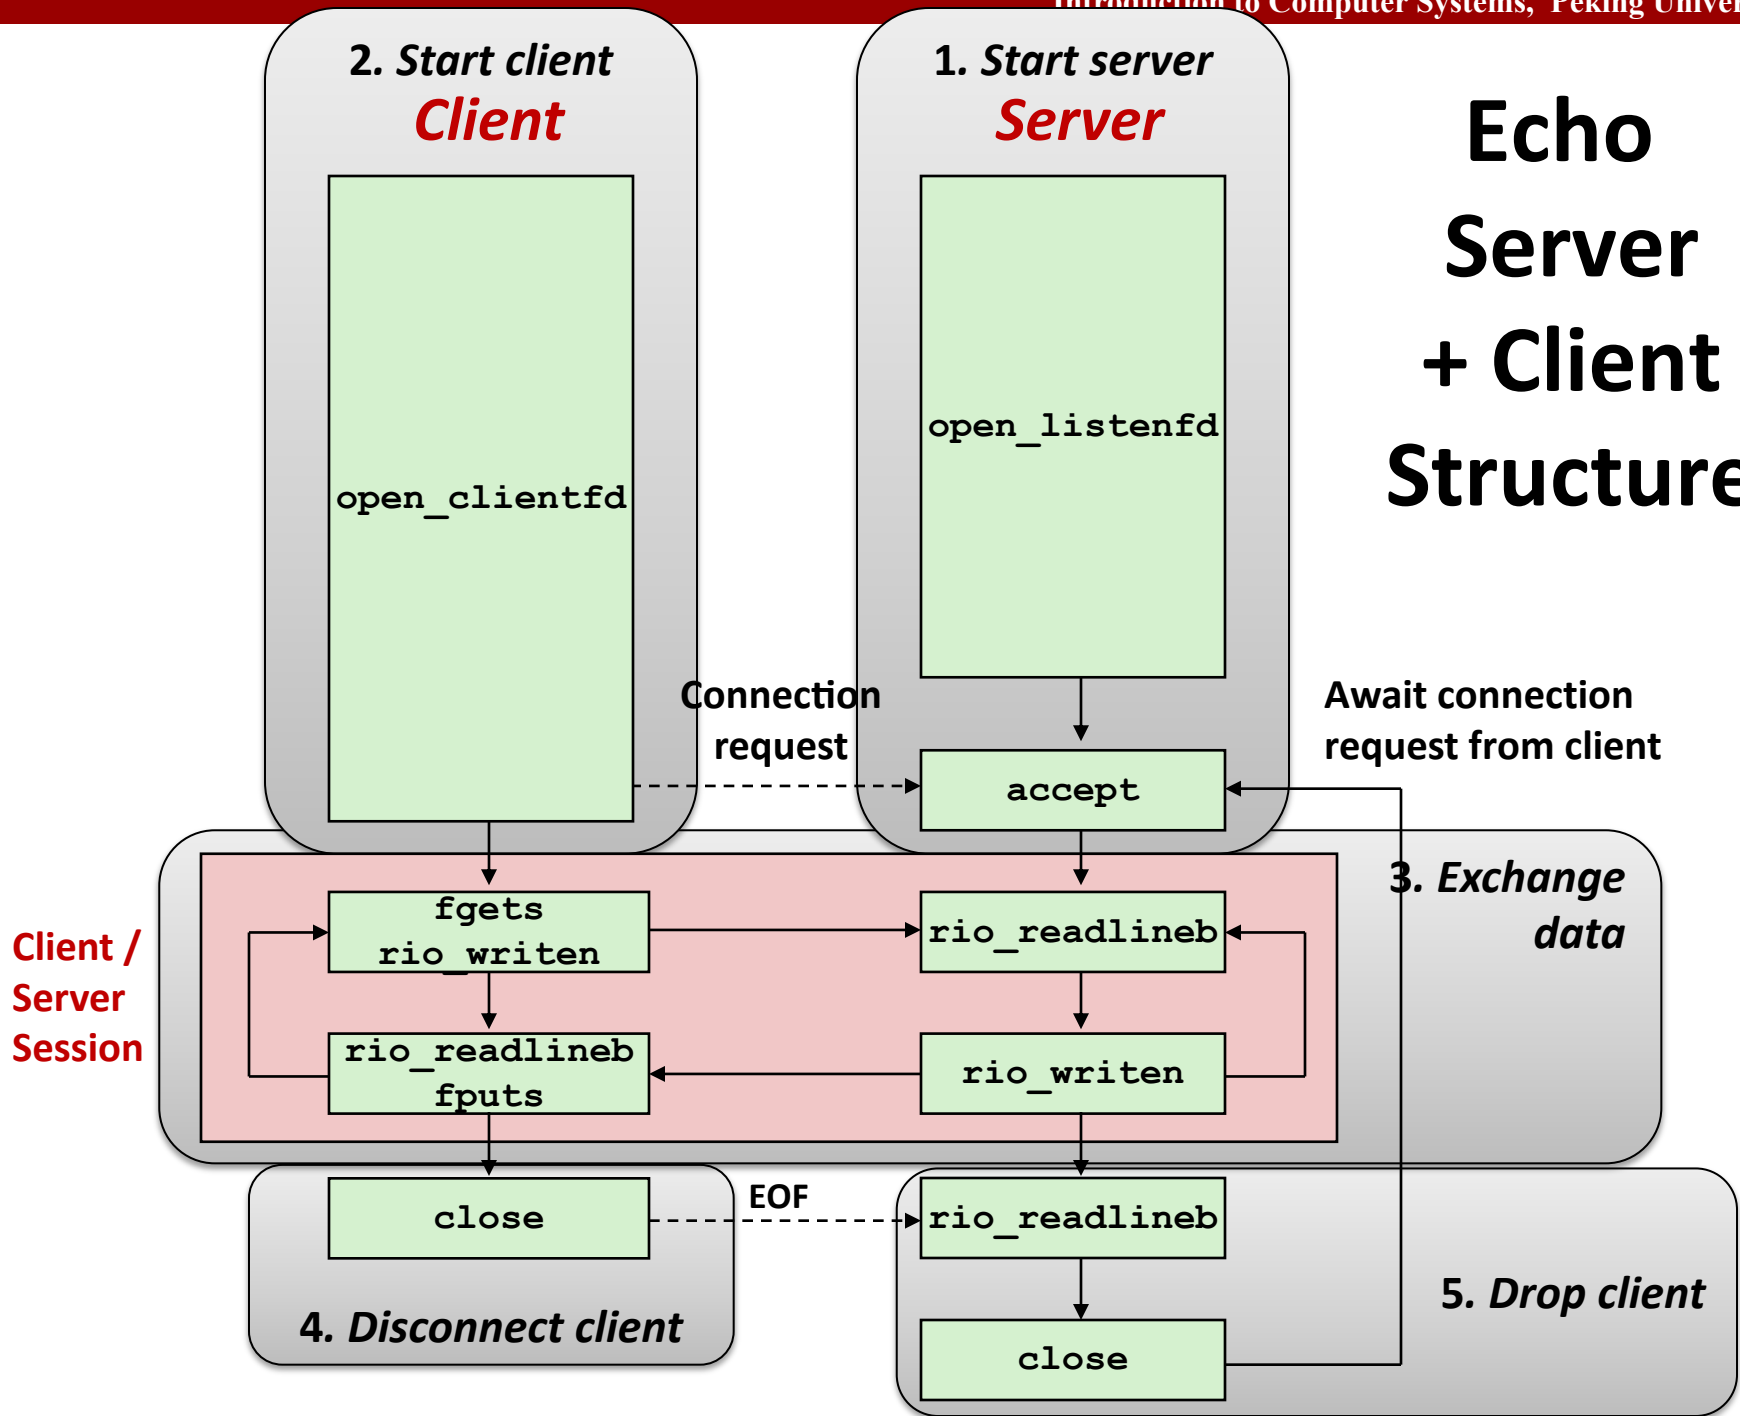 Introduction to Computer Systems, Peking
2. Start client
Client
1. Start server
Server
Echo
Server
+ Client
Structure
open_listenfd
open_clientfd
Connection
request
Await connection
request from client
accept
3. Exchange
data
fgets
rio_writen
rio_readlineb
Client /
Server
Session
rio_readlineb
fputs
rio_writen
close
EOF
rio_readlineb
4. Disconnect client
5. Drop client
close